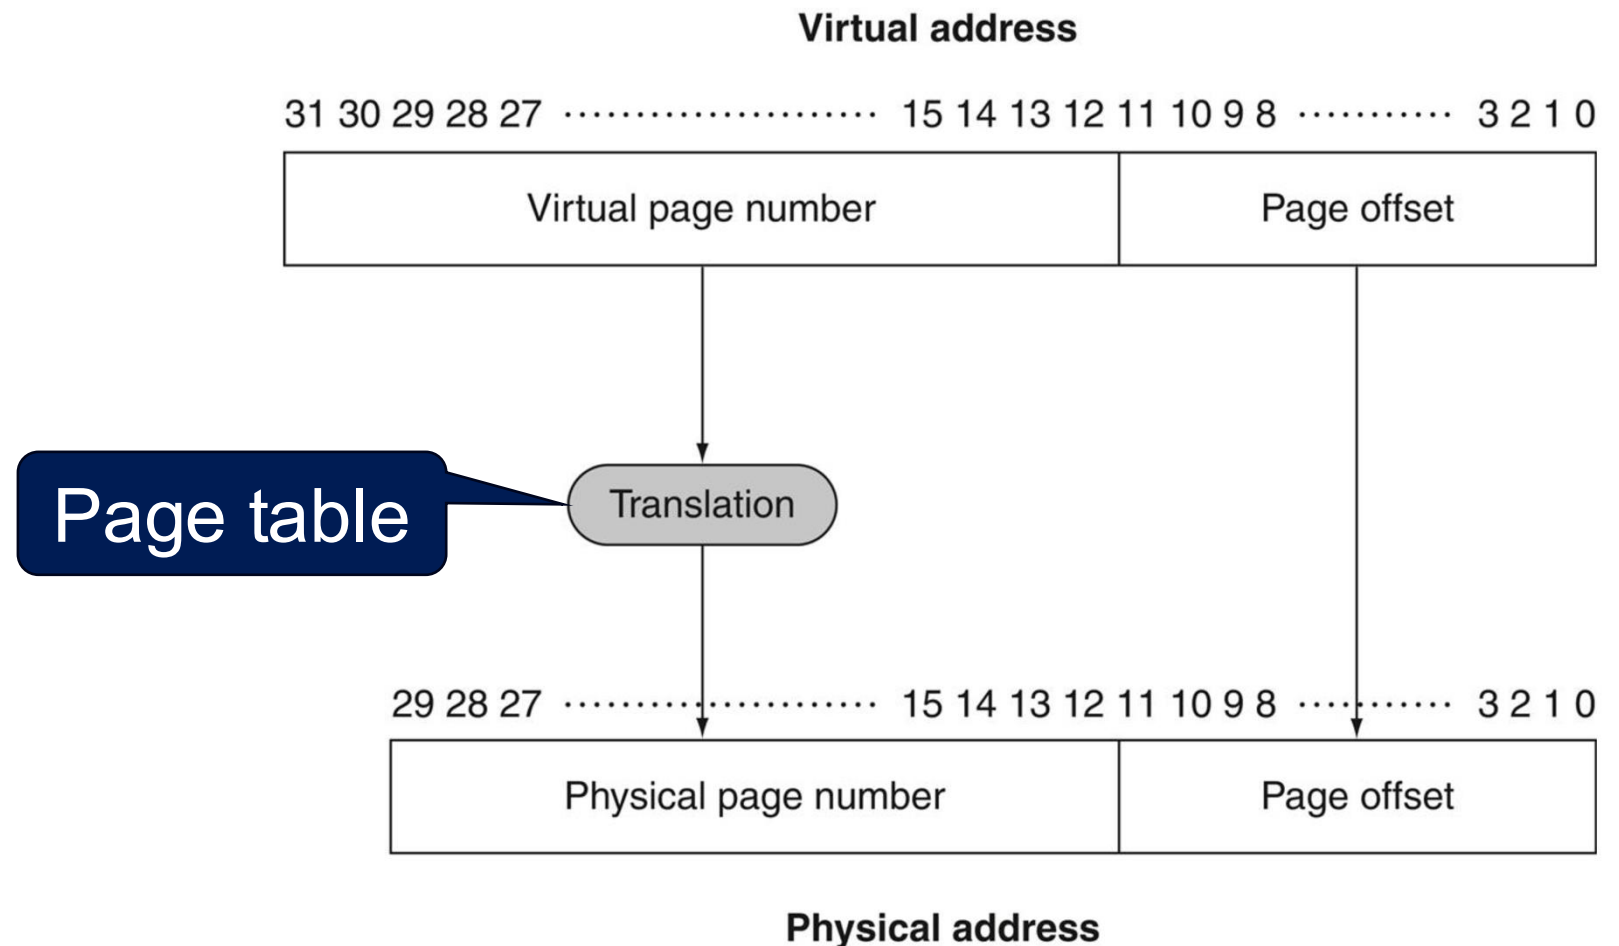 Virtual address
31 30 29 28 27 ...................... 15 14 13 12 11 10 9 8 ........... 3 2 1 0
Virtual page number Page offset
Page table
Translation
29 28 27 ...................... 15 14 13 12 11 10 9 8 ........... 3 2 1 0
Physical page number Page offset
Physical address